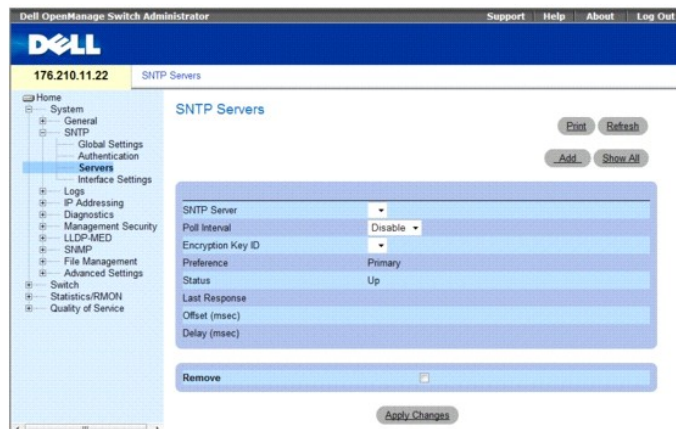 Dell OpenManage Switch Administrator Support Help About Log Out
DELL
176.210.11.22 SNTP Servers
Home
System
General
SNTP
Global Settings
Authentication
Servers
Interface Settings
Logs
IP Addressing
Diagnostics
Management Security
LLDP-MED
SNMP
File Management
Advanced Settings
Switch
Statistics/RMON
Quality of Service
SNTP Servers
Print Refresh
Add Show All
SNTP Server
Poll Interval Disable
Encryption Key ID
Preference Primary
Status Up
Last Response
Offset (msec)
Delay (msec)
Remove
Apply Changes